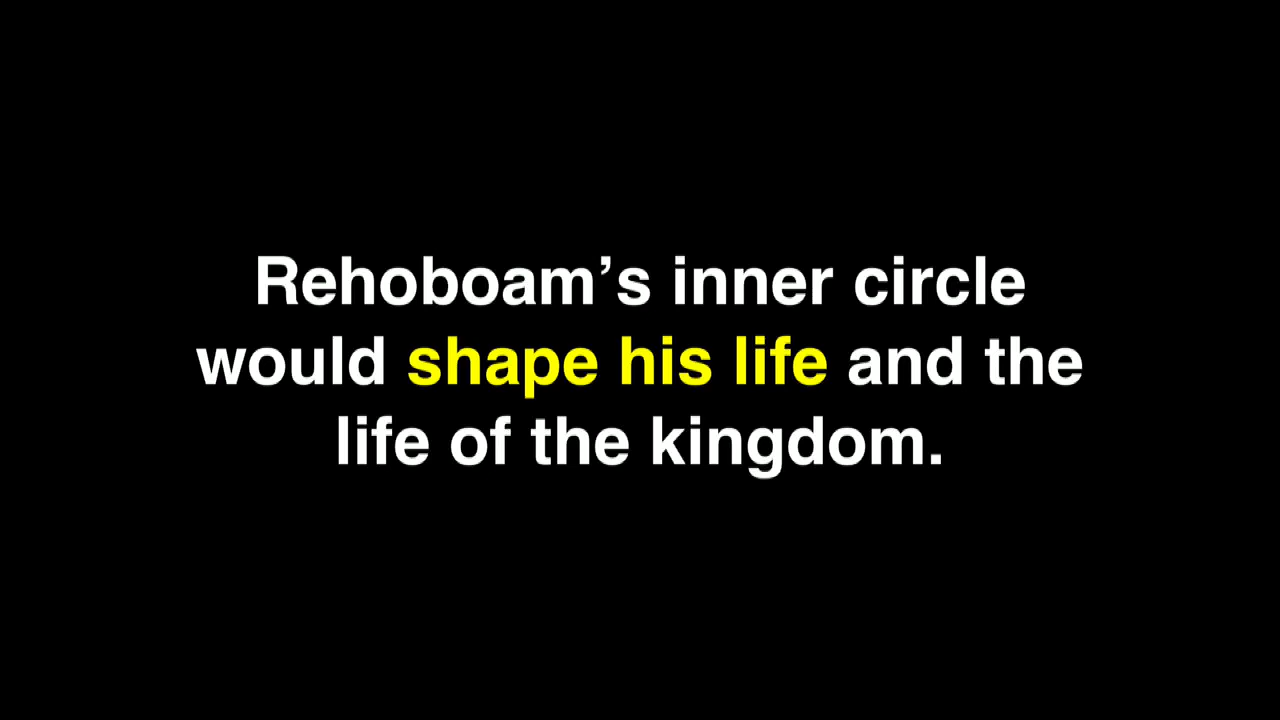 Rehoboam’s inner circle
would shape his life and the
life of the kingdom.